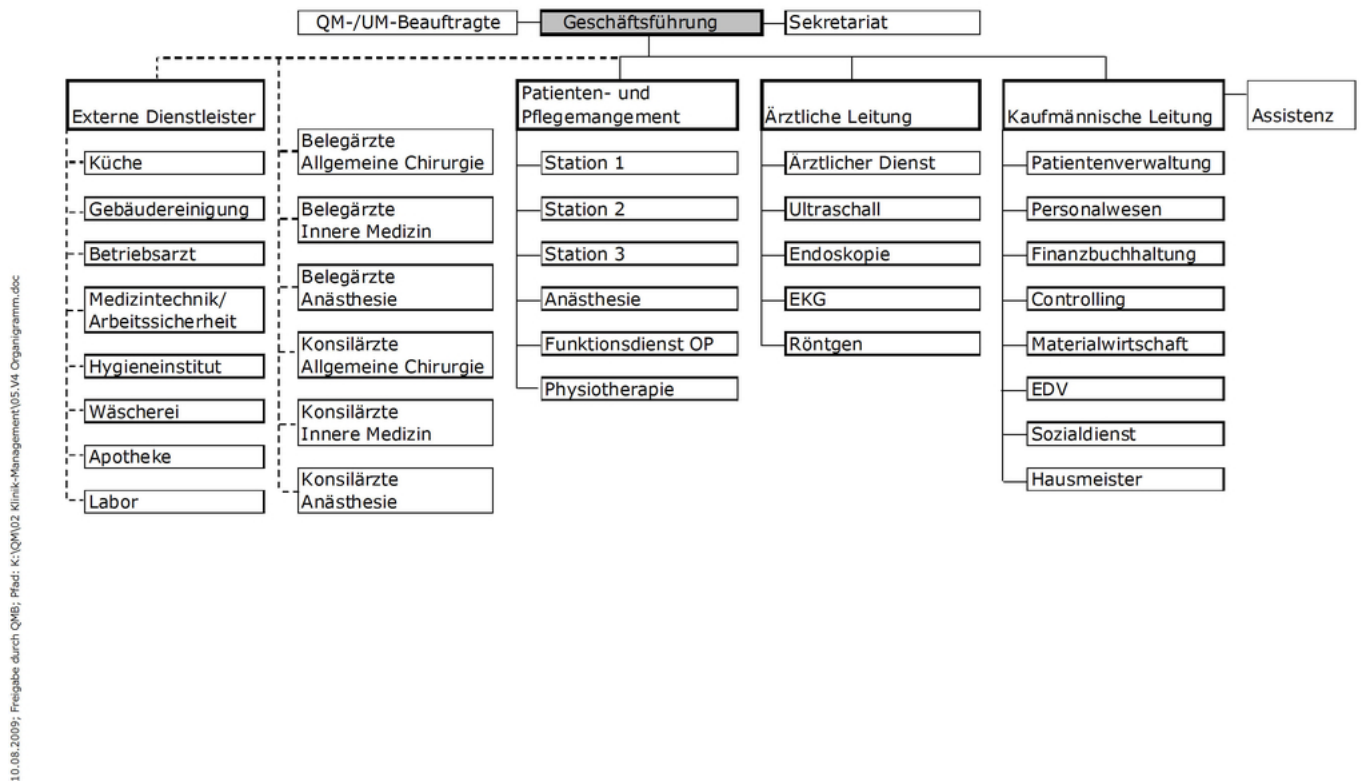 QM-/UM-Beauftragte
Geschäftsführung
Sekretariat
Externe Dienstleister
Küche
Gebäudereinigung
Betriebsarzt
Medizintechnik/
Arbeitssicherheit
Hygieneinstitut
Wäscherei
Apotheke
Labor
Belegärzte
Allgemeine Chirurgie
Belegärzte
Innere Medizin
Belegärzte
Anästhesie
Konsilärzte
Allgemeine Chirurgie
Konsilärzte
Innere Medizin
Konsilärzte
Anästhesie
Patienten- und
Pflegemangement
Station 1
Station 2
Station 3
Anästhesie
Funktionsdienst OP
Physiotherapie
Ärztliche Leitung
Ärztlicher Dienst
Ultraschall
Endoskopie
EKG
Röntgen
Kaufmännische Leitung
Patientenverwaltung
Personalwesen
Finanzbuchhaltung
Controlling
Materialwirtschaft
EDV
Sozialdienst
Hausmeister
Assistenz
10.08.2009; Freigabe durch QMB; Pfad: K:\QM\02 Klinik-Management\05.V4 Organigramm.doc